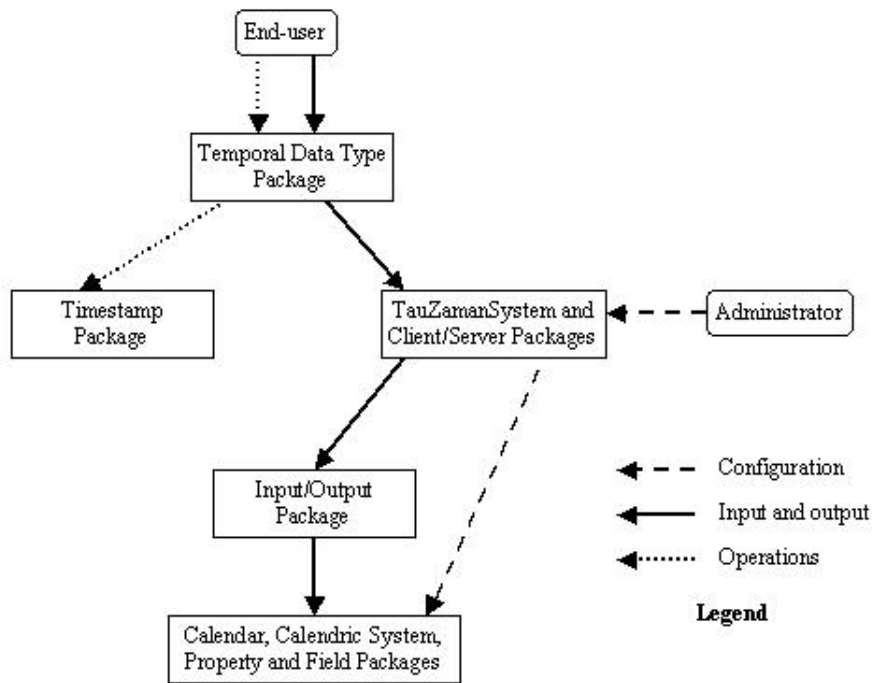 End-user
Temporal Data Type
Package
Timestamp
Package
TauZamanSystem and
Client/Server Packages
Administrator
Input/Output
Package
Configuration
Input and output
Operations
Legend
Calendar, Calendric System,
Property and Field Packages